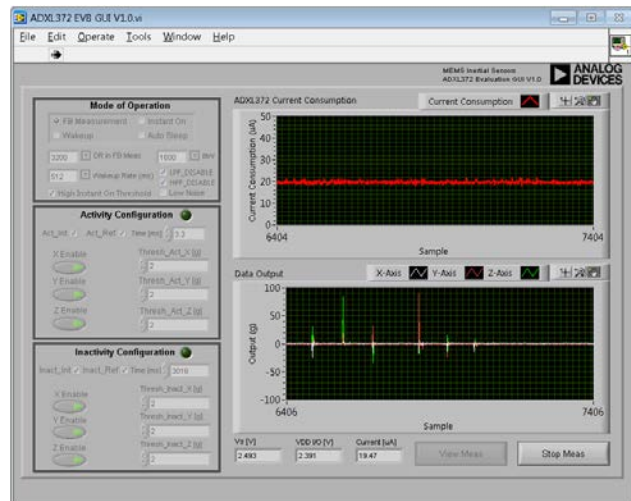 ADXL372 EVB GUI V1.0.vi
File Edit Operate Tools Window Help
MEMS Inertial Sensors
ADXL372 Evaluation GUI V1.0
ANALOG DEVICES
Mode of Operation
FB Measurement Instant On
Wakeup Auto Sleep
3200 DR in FB Meas 1600 BW
512 Wakeup Rate (ms) LPF_DISABLE
HPF_DISABLE
High Instant On Threshold Low Noise
Activity Configuration
Act_Int Act_Ref Time [ms] 3.3
X Enable Thresh_Act_X [g]
2
Y Enable Thresh_Act_Y [g]
2
Z Enable Thresh_Act_Z [g]
2
Inactivity Configuration
Inact_Int Inact_Ref Time [ms]
X Enable Thresh_Inact_X [g]
2
Y Enable Thresh_Inact_Y [g]
2
Z Enable Thresh_Inact_Z [g]
2
ADXL372 Current Consumption
Current Consumption
Current Consumption (uA)
50
40
30
20
10
0
6404 7404
Sample
Data Output X-Axis Y-Axis Z-Axis
Output (g)
100
50
0
-50
-100
6406 7406
Sample
VDD I/O [V] Current [uA]
2.493 2.391 19.47
View Meas Stop Meas